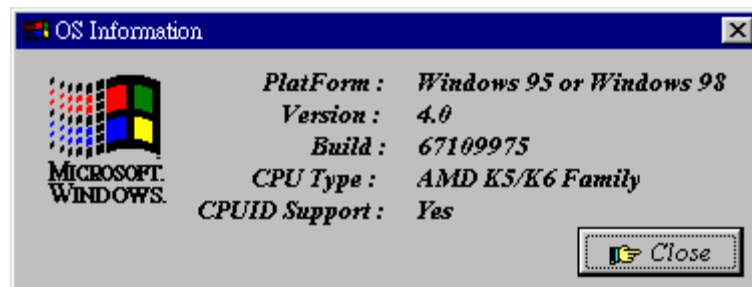 OS Information
PlatForm : Windows 95 or Windows 98
Version : 4.0
Build : 67109975
CPU Type : AMD K5/K6 Family
CPUID Support : Yes
MICROSOFT.
WINDOWS.
Close